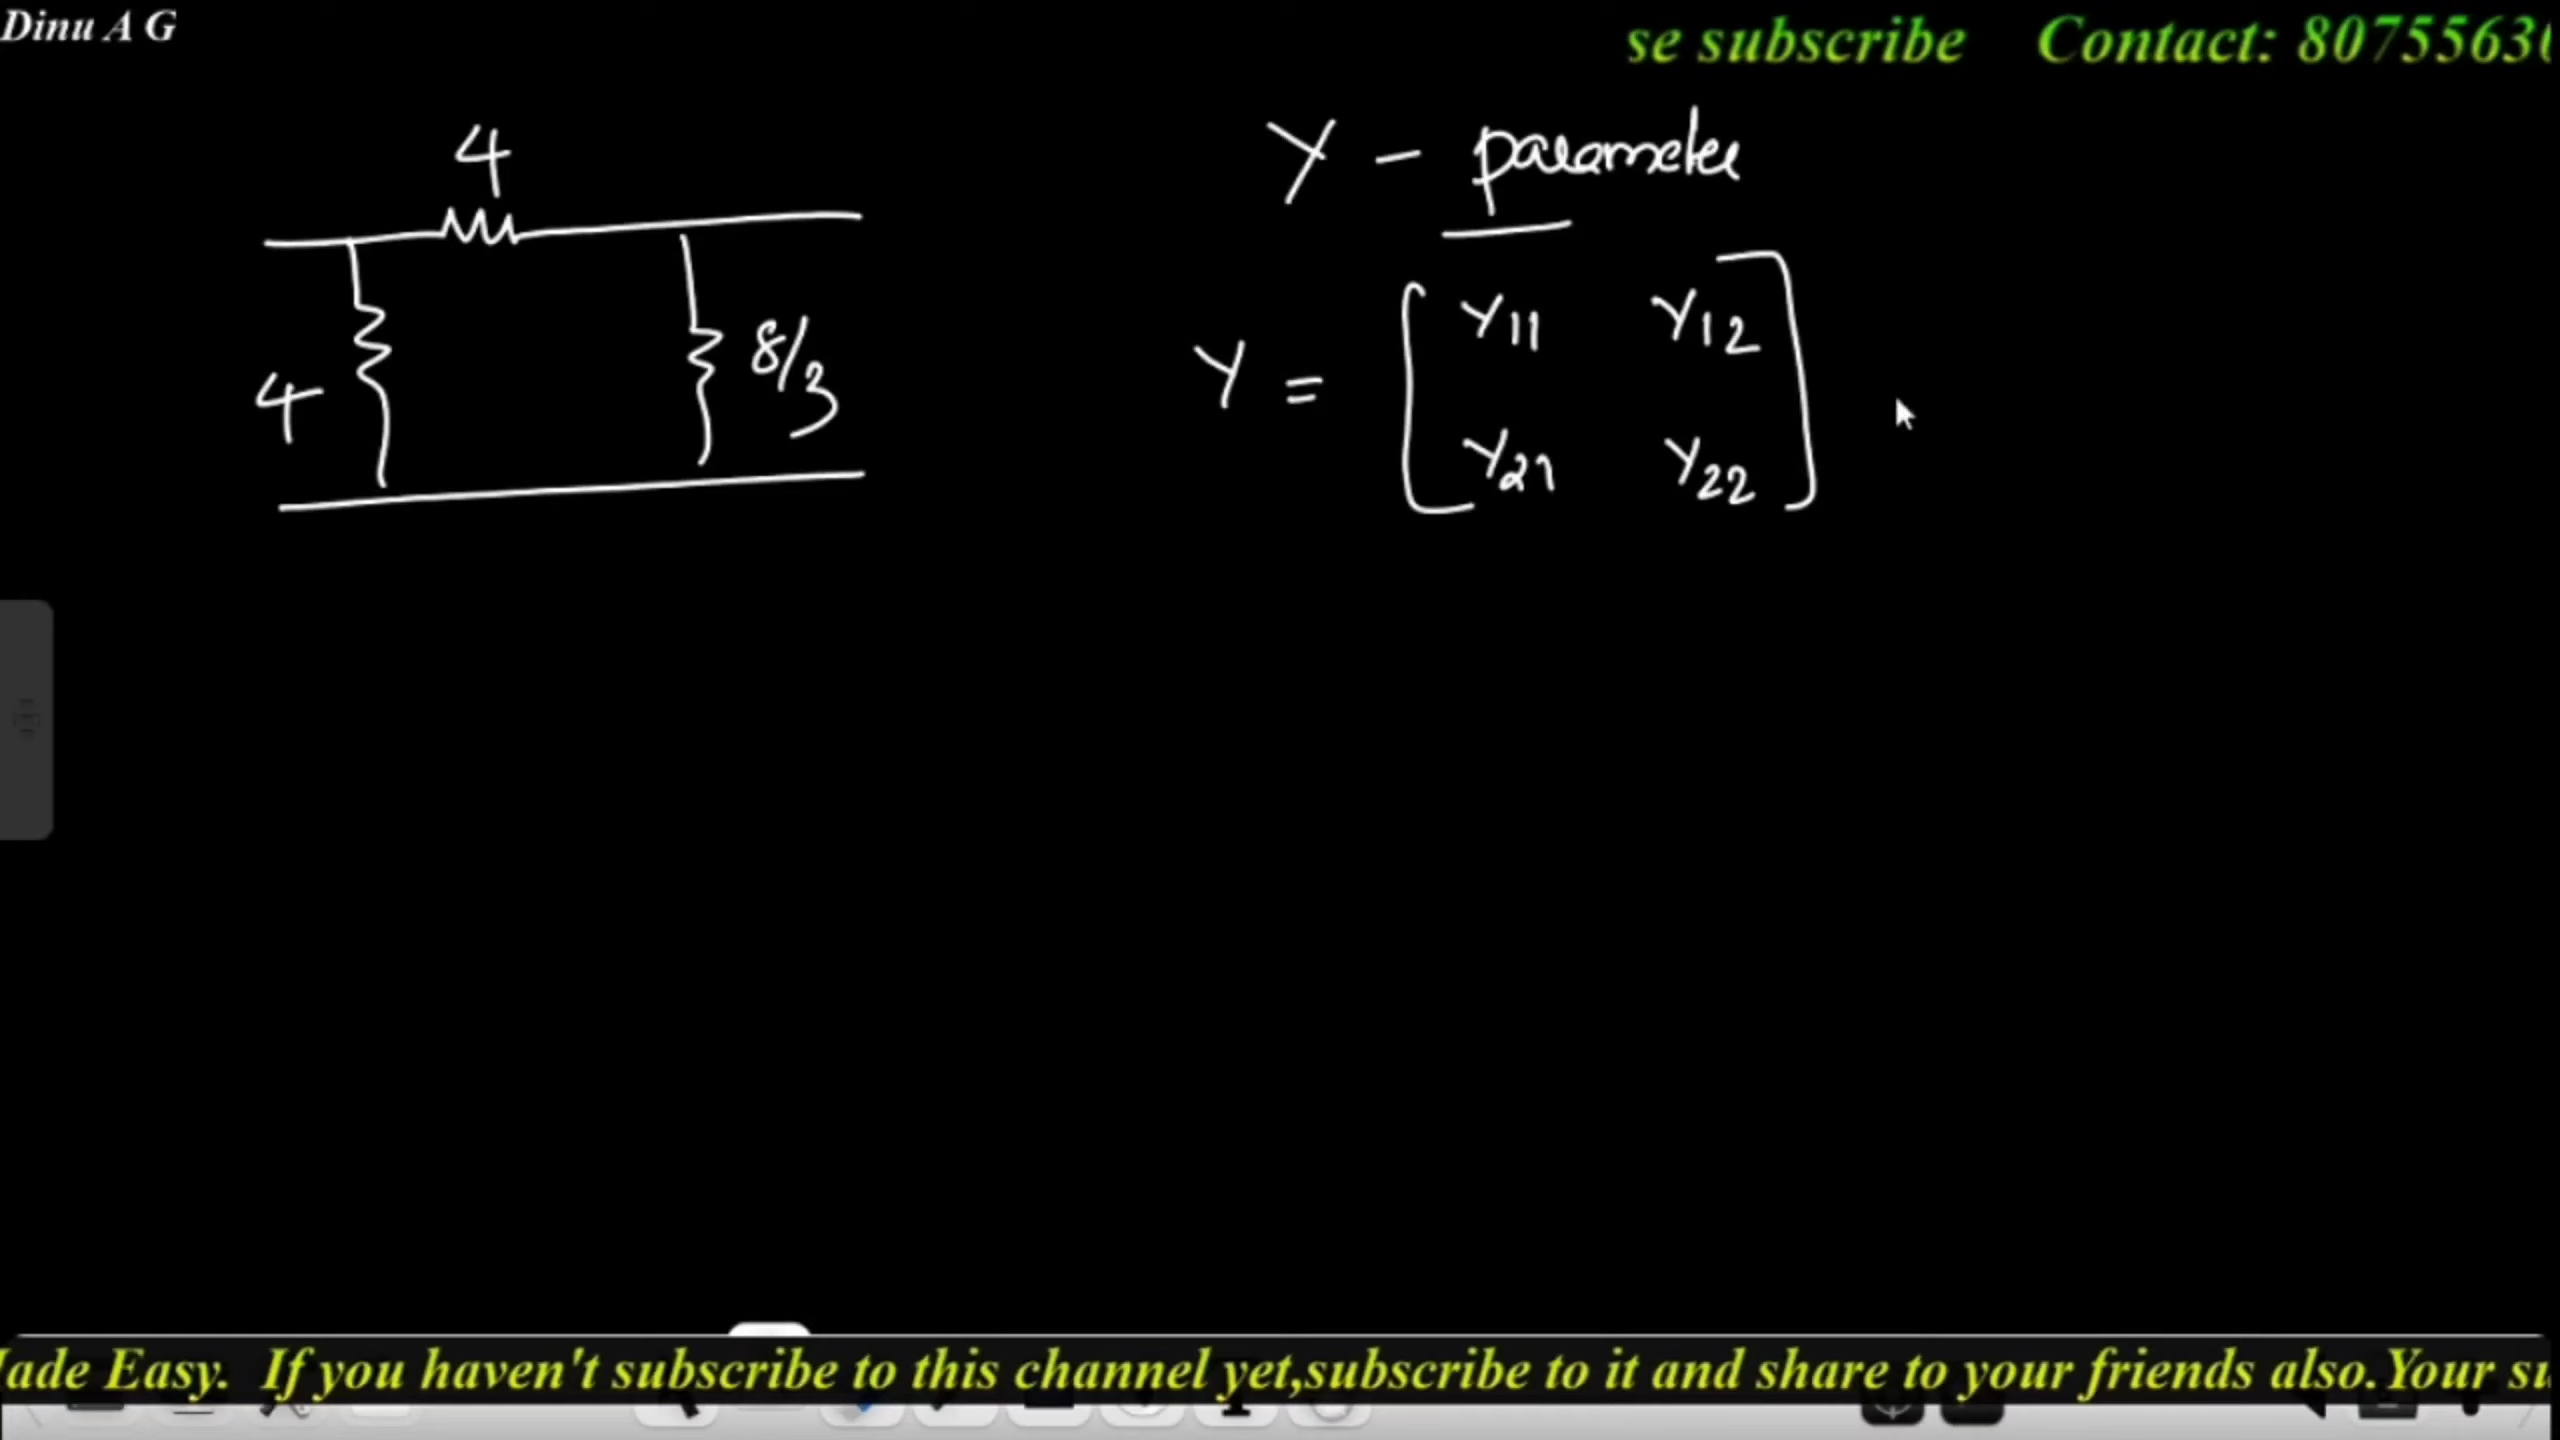 Dinu A G
se subscribe Contact: 8075563
4
4
8/3
Y - parameter
Y = [ Y11 Y12
Y21 Y22 ]
ade Easy. If you haven't subscribe to this channel yet,subscribe to it and share to your friends also.Your su